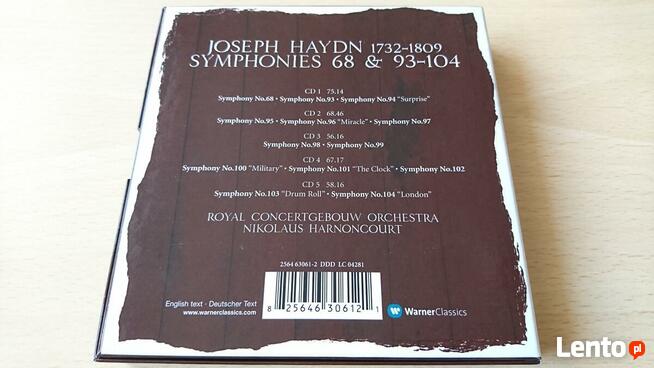 JOSEPH HAYDN 1732-1809
SYMPHONIES 68 & 93-104
CD 1 75.14
Symphony No.68 • Symphony No.93 • Symphony No.94 "Surprise"
CD 2 68.46
Symphony No.95 • Symphony No.96 "Miracle" • Symphony No.97
CD 3 56.16
Symphony No.98 • Symphony No.99
CD 4 67.17
Symphony No.100 "Military" • Symphony No.101 "The Clock" • Symphony No.102
CD 5 58.16
Symphony No.103 "Drum Roll" • Symphony No.104 "London"
ROYAL CONCERTGEBOUW ORCHESTRA
NIKOLAUS HARNONCOURT
2564 63061-2 DDD LC 04281
English text • Deutscher Text
www.warnerclassics.com
8 25646 30612 1
WarnerClassics
Lento pl